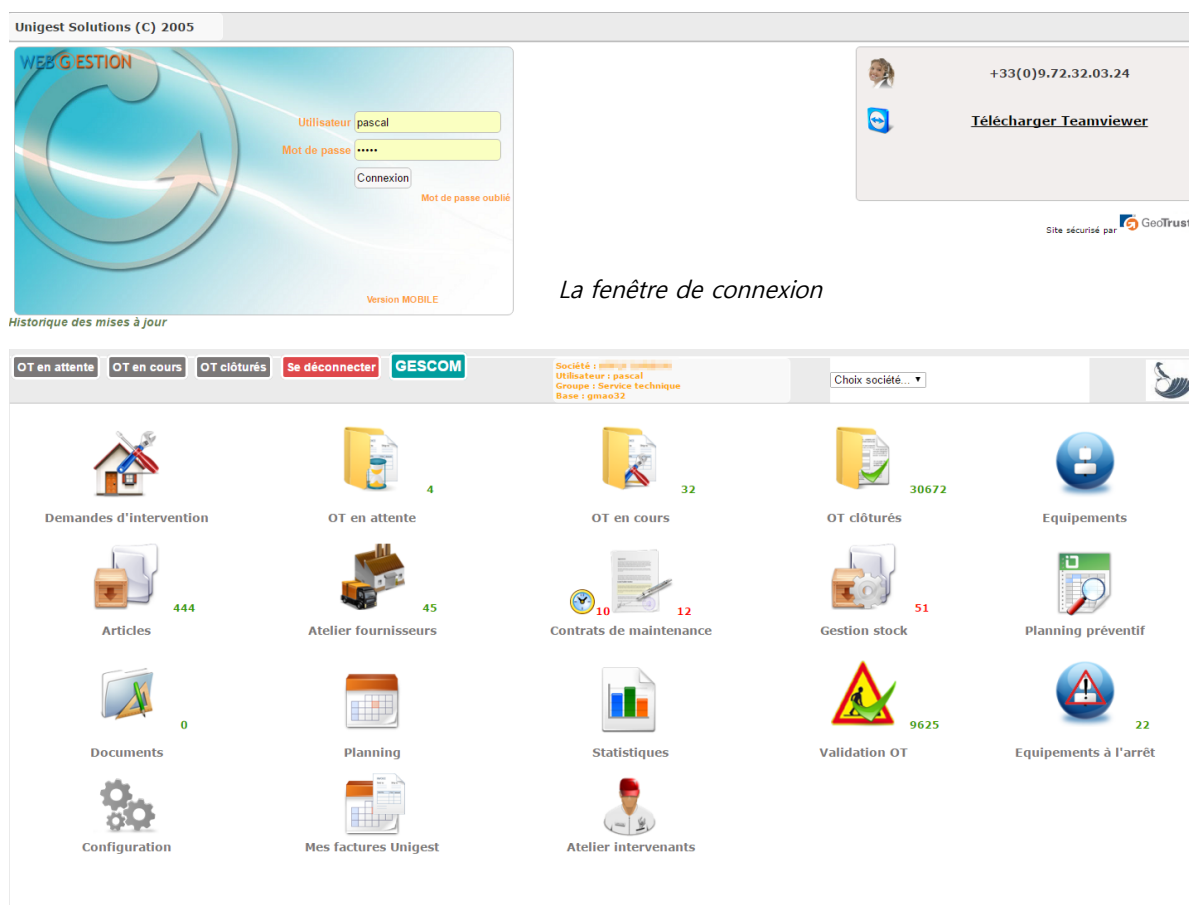 Unigest Solutions (C) 2005
WEB GESTION
Utilisateur pascal
Mot de passe •••••
Connexion
Mot de passe oublié
Version MOBILE
Historique des mises à jour
+33(0)9.72.32.03.24
Télécharger Teamviewer
Site sécurisé par GeoTrust
La fenêtre de connexion
OT en attente OT en cours OT clôturés Se déconnecter GESCOM
Société :
Utilisateur : pascal
Groupe : Service technique
Base : gmao32
Choix société... ▼
4 32 30672
Demandes d'intervention OT en attente OT en cours OT clôturés Equipements
444 45 10 12 51
Articles Atelier fournisseurs Contrats de maintenance Gestion stock Planning préventif
0 9625 22
Documents Planning Statistiques Validation OT Equipements à l'arrêt
Configuration Mes factures Unigest Atelier intervenants